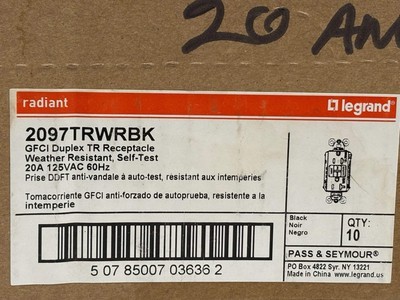 20 AM
radiant
legrand®
2097TRWRBK
GFCI Duplex TR Receptacle
Weather Resistant, Self-Test
20A 125VAC 60Hz
Prise DDFT anti-vandale à auto-test, resistant aux intemperies
Tomacorriente GFCI anti-forzado de autoprueba, resistente a la
intemperie
Black
Noir
Negro
QTY:
10
PASS & SEYMOUR®
PO Box 4822 Syr. NY 13221
Made in China www.legrand.us
5 07 85007 03636 2